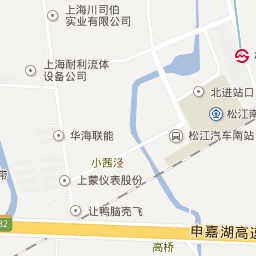 上海川司伯
实业有限公司
上海耐利流体
设备公司
北进站口
松江南
华海联能
松江汽车南站
小茜泾
上蒙仪表股份
带
让鸭脑壳飞
申嘉湖高速
高桥